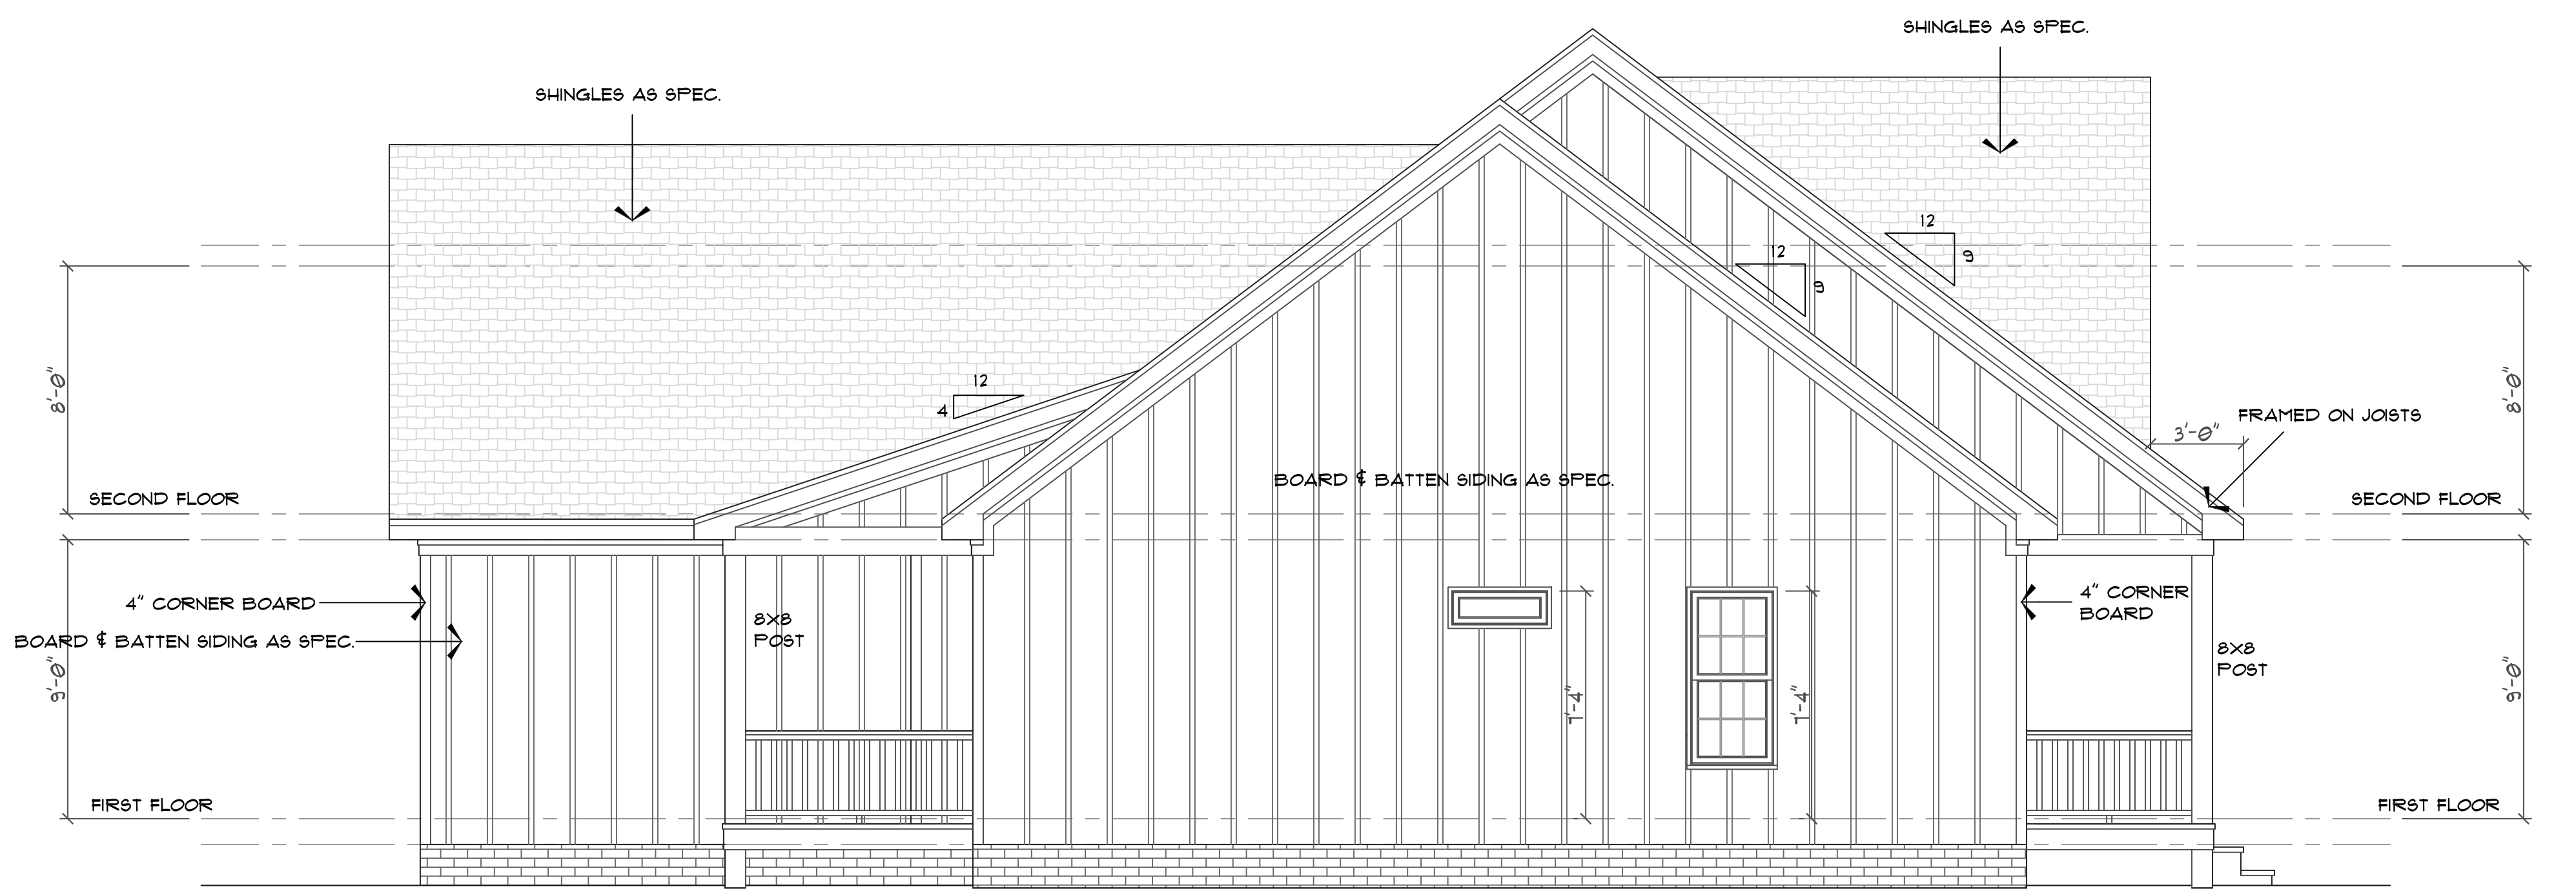 SHINGLES AS SPEC.
SHINGLES AS SPEC.
12
9
12
9
12
4
8'-0"
8'-0"
FRAMED ON JOISTS
3'-0"
BOARD & BATTEN SIDING AS SPEC.
SECOND FLOOR
SECOND FLOOR
4" CORNER BOARD
4" CORNER
BOARD
8X8
POST
BOARD & BATTEN SIDING AS SPEC.
8X8
POST
9'-0"
9'-0"
7'-4"
7'-4"
FIRST FLOOR
FIRST FLOOR